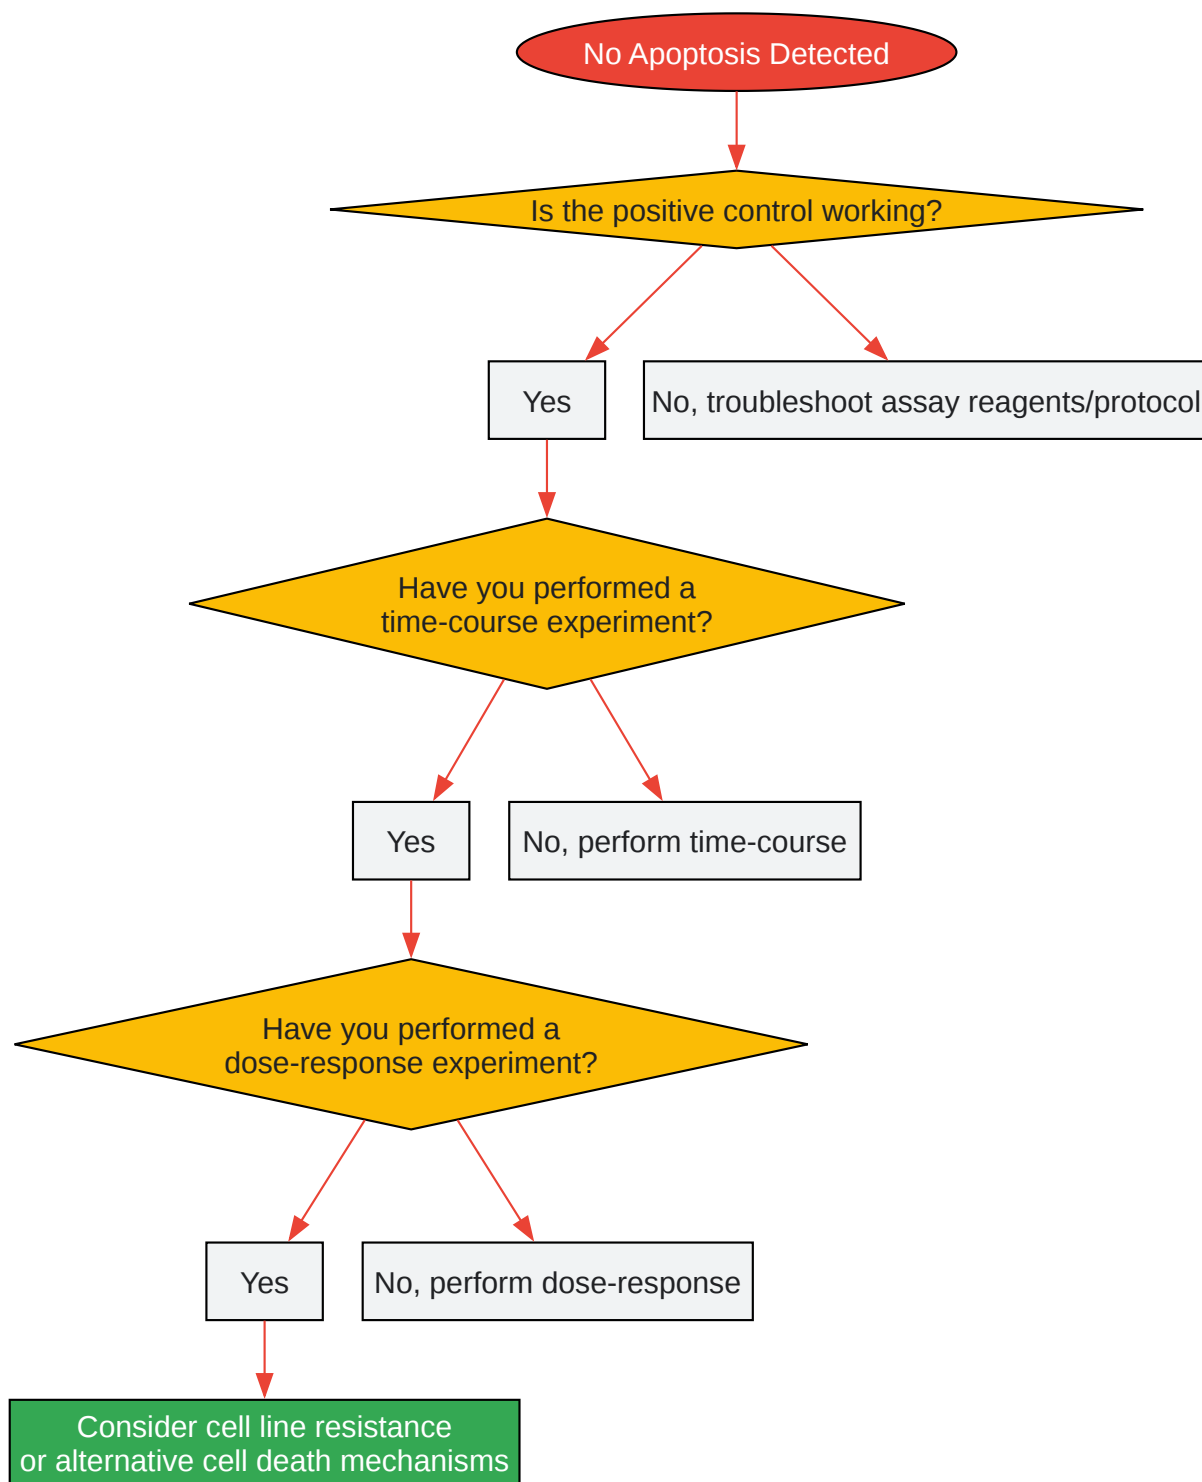 No Apoptosis Detected
Is the positive control working?
Yes
No, troubleshoot assay reagents/protocol
Have you performed a
time-course experiment?
Yes
No, perform time-course
Have you performed a
dose-response experiment?
Yes
No, perform dose-response
Consider cell line resistance
or alternative cell death mechanisms